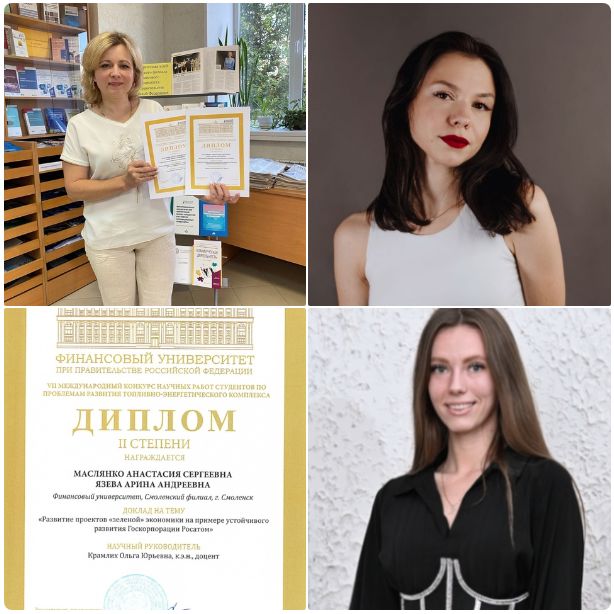 ДИПЛОМ
ДИПЛОМ
ФИНАНСОВЫЙ УНИВЕРСИТЕТ
ПРИ ПРАВИТЕЛЬСТВЕ РОССИЙСКОЙ ФЕДЕРАЦИИ
VII МЕЖДУНАРОДНЫЙ КОНКУРС НАУЧНЫХ РАБОТ СТУДЕНТОВ ПО
ПРОБЛЕМАМ РАЗВИТИЯ ТОПЛИВНО-ЭНЕРГЕТИЧЕСКОГО КОМПЛЕКСА
ДИПЛОМ
II СТЕПЕНИ
НАГРАЖДАЕТСЯ
МАСЛЯНКО АНАСТАСИЯ СЕРГЕЕВНА
ЯЗЕВА АРИНА АНДРЕЕВНА
Финансовый университет, Смоленский филиал, г. Смоленск
ДОКЛАД НА ТЕМУ
«Развитие проектов «зеленой» экономики на примере устойчивого
развития Госкорпорации Росатом»
НАУЧНЫЙ РУКОВОДИТЕЛЬ
Крамлих Ольга Юрьевна, к.э.н., доцент